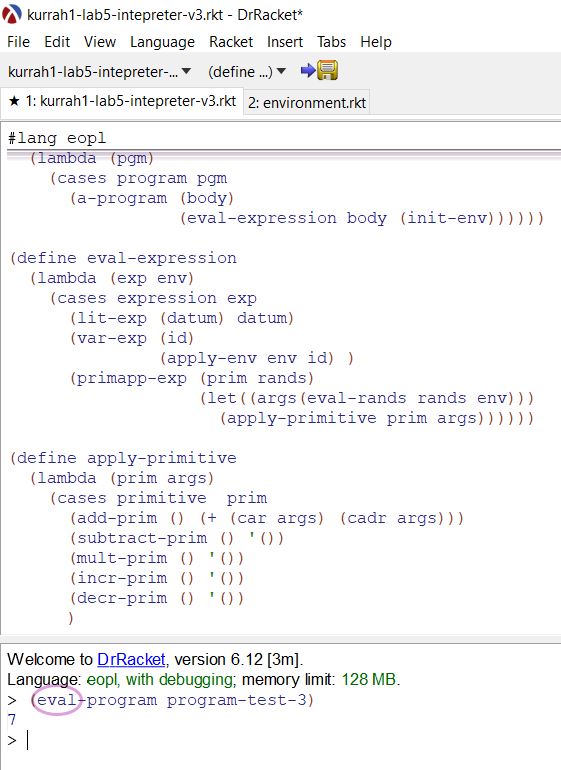 kurrah1-lab5-intepreter-v3.rkt - DrRacket*
File Edit View Language Racket Insert Tabs Help
kurrah1-lab5-intepreter-...▼ (define ...)▼
★ 1: kurrah1-lab5-intepreter-v3.rkt 2: environment.rkt
#lang eopl
(lambda (pgm)
(cases program pgm
(a-program (body)
(eval-expression body (init-env))))))
(define eval-expression
(lambda (exp env)
(cases expression exp
(lit-exp (datum) datum)
(var-exp (id)
(apply-env env id) )
(primapp-exp (prim rands)
(let((args(eval-rands rands env)))
(apply-primitive prim args))))))
(define apply-primitive
(lambda (prim args)
(cases primitive  prim
(add-prim () (+ (car args) (cadr args)))
(subtract-prim () '())
(mult-prim () '())
(incr-prim () '())
(decr-prim () '())
)
Welcome to DrRacket, version 6.12 [3m].
Language: eopl, with debugging; memory limit: 128 MB.
> (eval-program program-test-3)
7
>